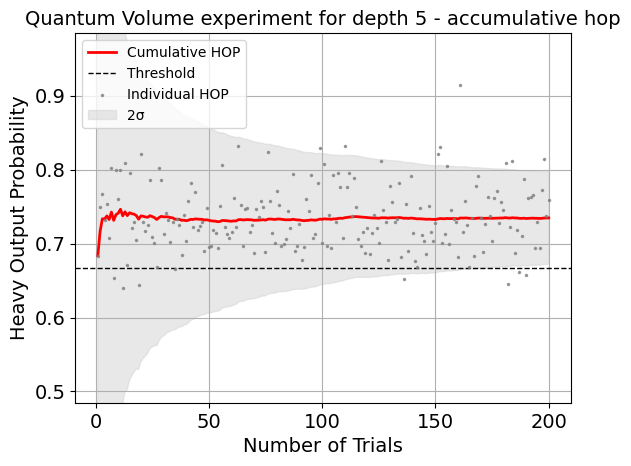 Quantum Volume experiment for depth 5 - accumulative hop
Cumulative HOP
Threshold
Individual HOP
2σ
Heavy Output Probability
0.9
0.8
0.7
0.6
0.5
0
50
100
150
200
Number of Trials